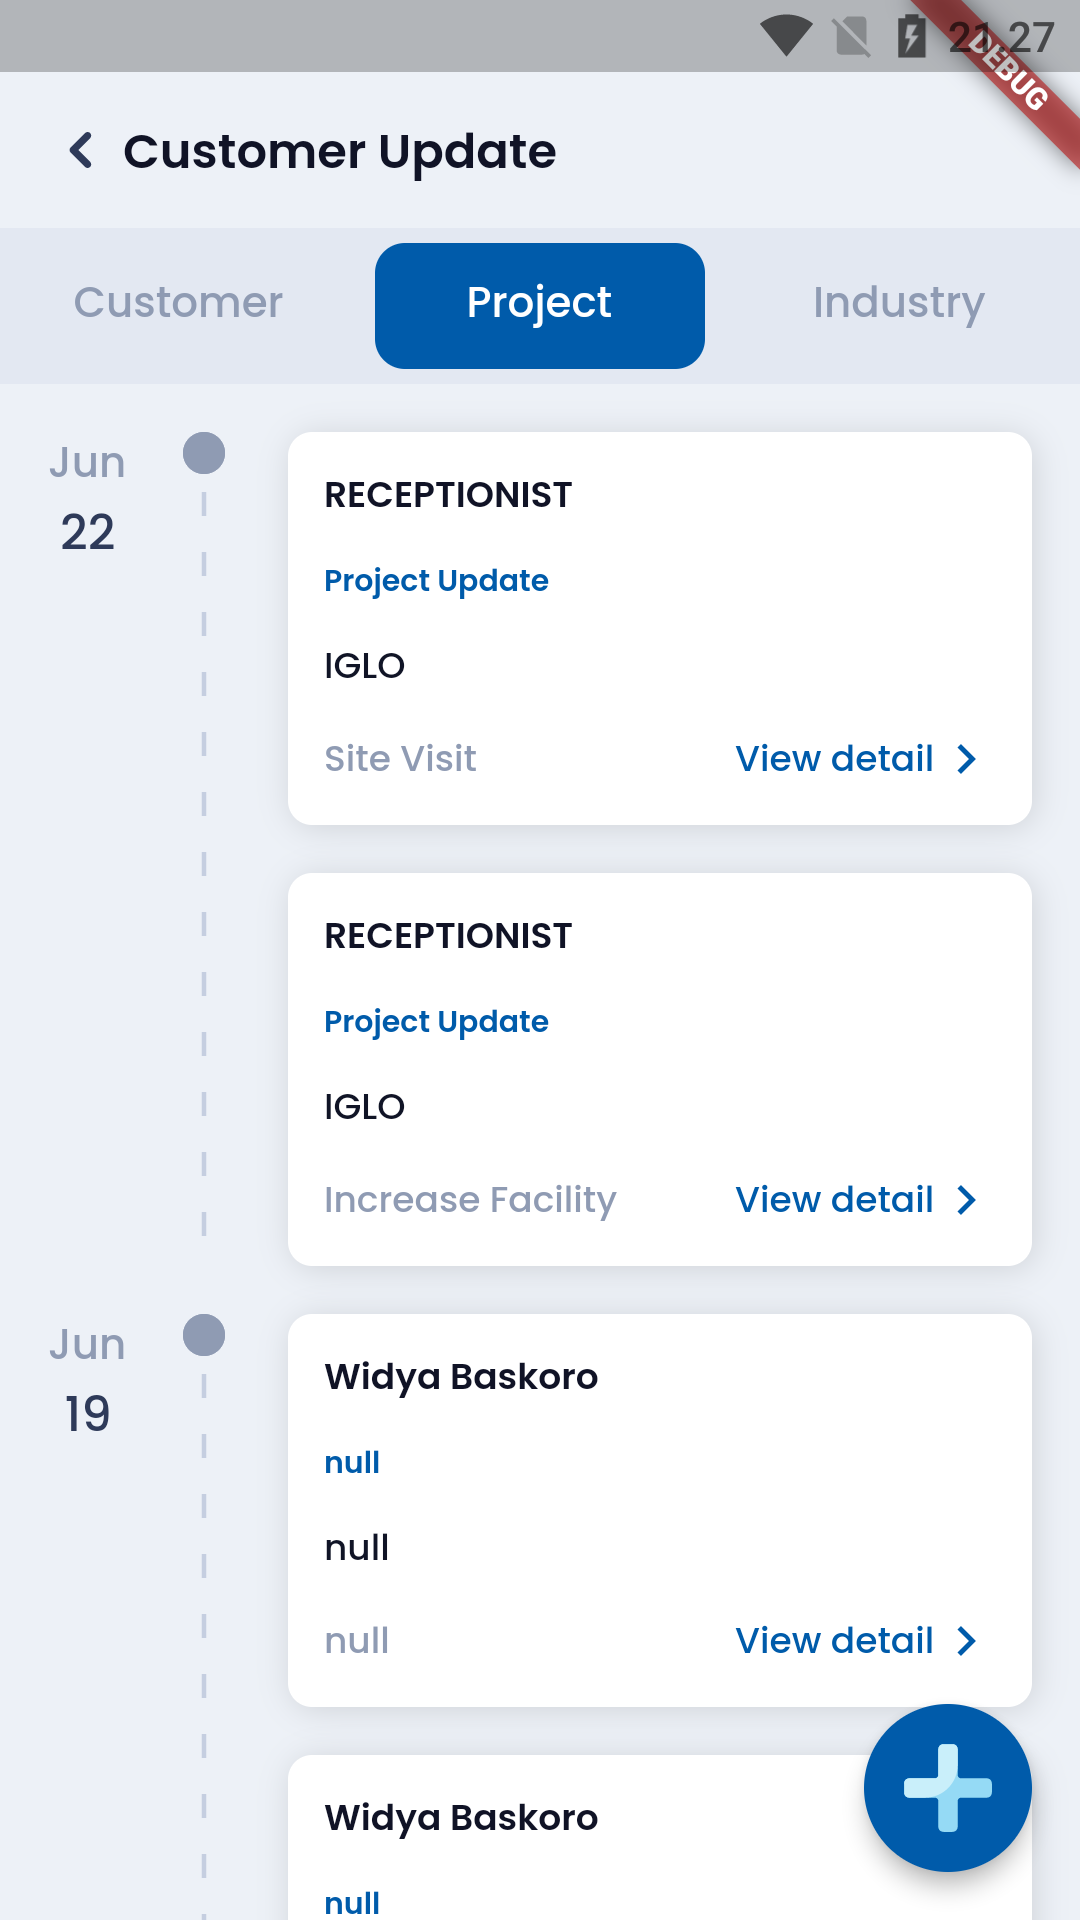 21.27
DEBUG
Customer Update
Customer Project Industry
Jun
22
RECEPTIONIST
Project Update
IGLO
Site Visit View detail
RECEPTIONIST
Project Update
IGLO
Increase Facility View detail
Jun
19
Widya Baskoro
null
null
null View detail
Widya Baskoro
null